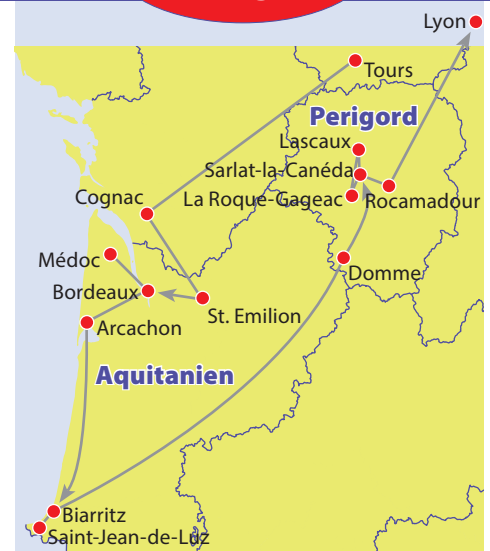 Lyon
Tours
Perigord
Lascaux
Sarlat-la-Canéda
La Roque-Gageac
Rocamadour
Cognac
Médoc
Domme
Bordeaux
St. Emilion
Arcachon
Aquitanien
Biarritz
Saint-Jean-de-Luz